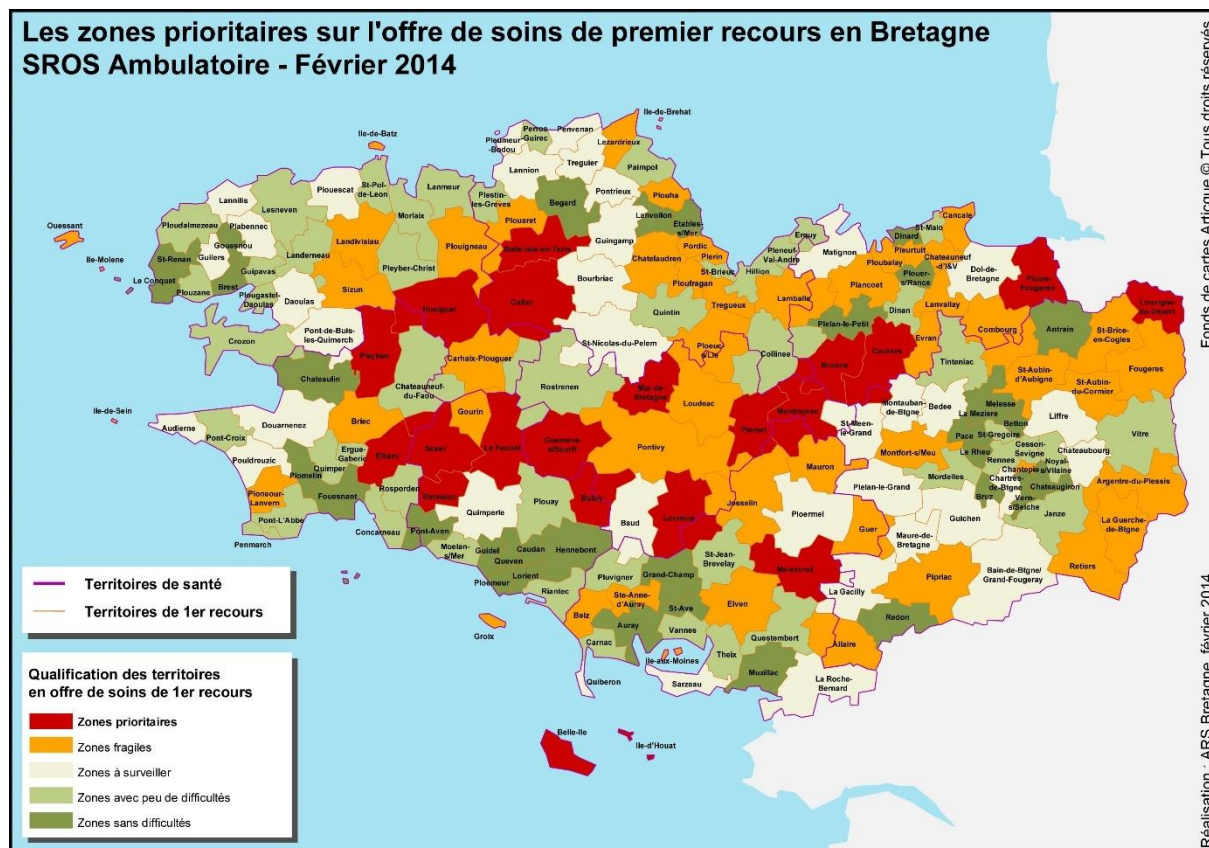 Les zones prioritaires sur l'offre de soins de premier recours en Bretagne
SROS Ambulatoire - Février 2014
Fonds de cartes Articque © Tous droits réservés
Réalisation : ARS Bretagne, février 2014
Ile-de-Brehat
Ile-de-Batz
Perros
-Guirec
Penvenan
Pleumeur
-Bodou
Lezardrieux
Treguier
Lannion
Paimpol
Plouescat
St-Pol-
de-Leon
Lanmeur
Plestin
-les-Greves
Begard
Pontrieux
Plouha
Lannilis
Lesneven
Morlaix
Plouaret
Lanvollon
Etables-
s/Mer
Ploudalmezeau
Plabennec
Gouesnou
Guilers
Landivisiau
Plouigneau
Belle-Isle-en-Terre
Guingamp
Ouessant
Ile-Molene
St-Renan
Landerneau
Pleyber-Christ
Chatelaudren
Pordic
Plerin
St-Brieuc
Ploufragan
Le Conquet
Plouzane
Brest
Guipavas
Plougastel-
Daoulas
Sizun
Daoulas
Bourbriac
Callac
Huelgoat
Quintin
Tregueux
Hillion
Erquy
Pleneuf-
Val-Andre
Matignon
Dinard
St-Malo
Cancale
Pleurtuit
Ploubalay
Chateauneuf
-d'I&V
Dol-de-
Bretagne
Pleine-
Fougeres
Louvigne-
du-Desert
Lamballe
Plancoet
Plouer-
s/Rance
Lanvallay
Dinan
Plelan-le-Petit
Evran
Combourg
Antrain
St-Brice-
en-Cogles
Crozon
Pont-de-Buis-
les-Quimerch
Pleyben
Chateaulin
Chateauneuf-
du-Faou
Carhaix-Plouguer
St-Nicolas-du-Pelem
Rostrenen
Ploeuc-
s/Lie
Collinee
Broons
Caulnes
Tinteniac
St-Aubin-
d'Aubigne
St-Aubin-
du-Cormier
Fougeres
Mur-de-
Bretagne
Loudeac
Merdrignac
Plemet
St-Meen-
le-Grand
Montauban-
de-Btgne
Bedee
Melesse
La Meziere
Betton
Liffre
Pace
St-Gregoire
Le Rheu
Rennes
Cesson-
Sevigne
Noyal-
s/Vilaine
Chateaubourg
Vitre
Chantepie
Chartres-
de-Btgne
Chateaugiron
Bruz
Vern-
s/Seiche
Janze
Argentre-du-Plessis
La Guerche-
de-Btgne
Retiers
Ile-de-Sein
Audierne
Pont-Croix
Douarnenez
Pouldreuzic
Briec
Gourin
Ergue-
Gaberic
Quimper
Plomelin
Elliant
Scaer
Le Faouet
Guemene-
s/Scorff
Pontivy
Mauron
Montfort-s/Meu
Mordelles
Plelan-le-Grand
Ploneour-
Lanvern
Fouesnant
Rosporden
Bannalec
Pont-L'Abbe
Penmarch
Concarneau
Pont-Aven
Quimperle
Plouay
Bubry
Baud
Locmine
Josselin
Ploermel
Guer
Maure-de-
Bretagne
Guichen
Moelan-
s/Mer
Guidel
Caudan
Queven
Hennebont
Ploemeur
Lorient
Riantec
Pluvigner
Grand-Champ
St-Jean-
Brevelay
Malestroit
La Gacilly
Pipriac
Bain-de-Btgne/
Grand-Fougeray
Groix
Belz
Ste-Anne-
d'Auray
Auray
St-Ave
Elven
Redon
Carnac
Vannes
Questembert
Allaire
Ile-aux-Moines
Theix
Muzillac
Quiberon
Sarzeau
La Roche-
Bernard
Belle-Ile
Ile-d'Houat
Territoires de santé
Territoires de 1er recours
Qualification des territoires
en offre de soins de 1er recours
Zones prioritaires
Zones fragiles
Zones à surveiller
Zones avec peu de difficultés
Zones sans difficultés